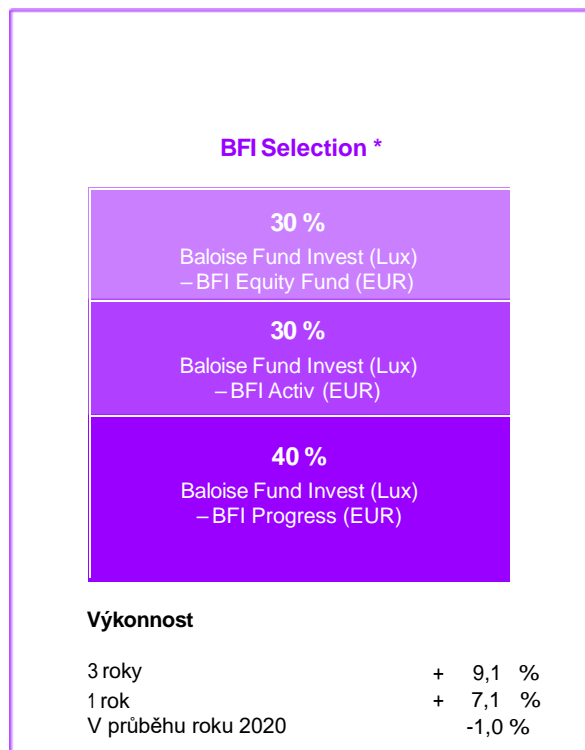 BFI Selection *
30 %
Baloise Fund Invest (Lux)
– BFI Equity Fund (EUR)
30 %
Baloise Fund Invest (Lux)
– BFI Activ (EUR)
40 %
Baloise Fund Invest (Lux)
– BFI Progress (EUR)
Výkonnost
3 roky + 9,1 %
1 rok + 7,1 %
V průběhu roku 2020 -1,0 %